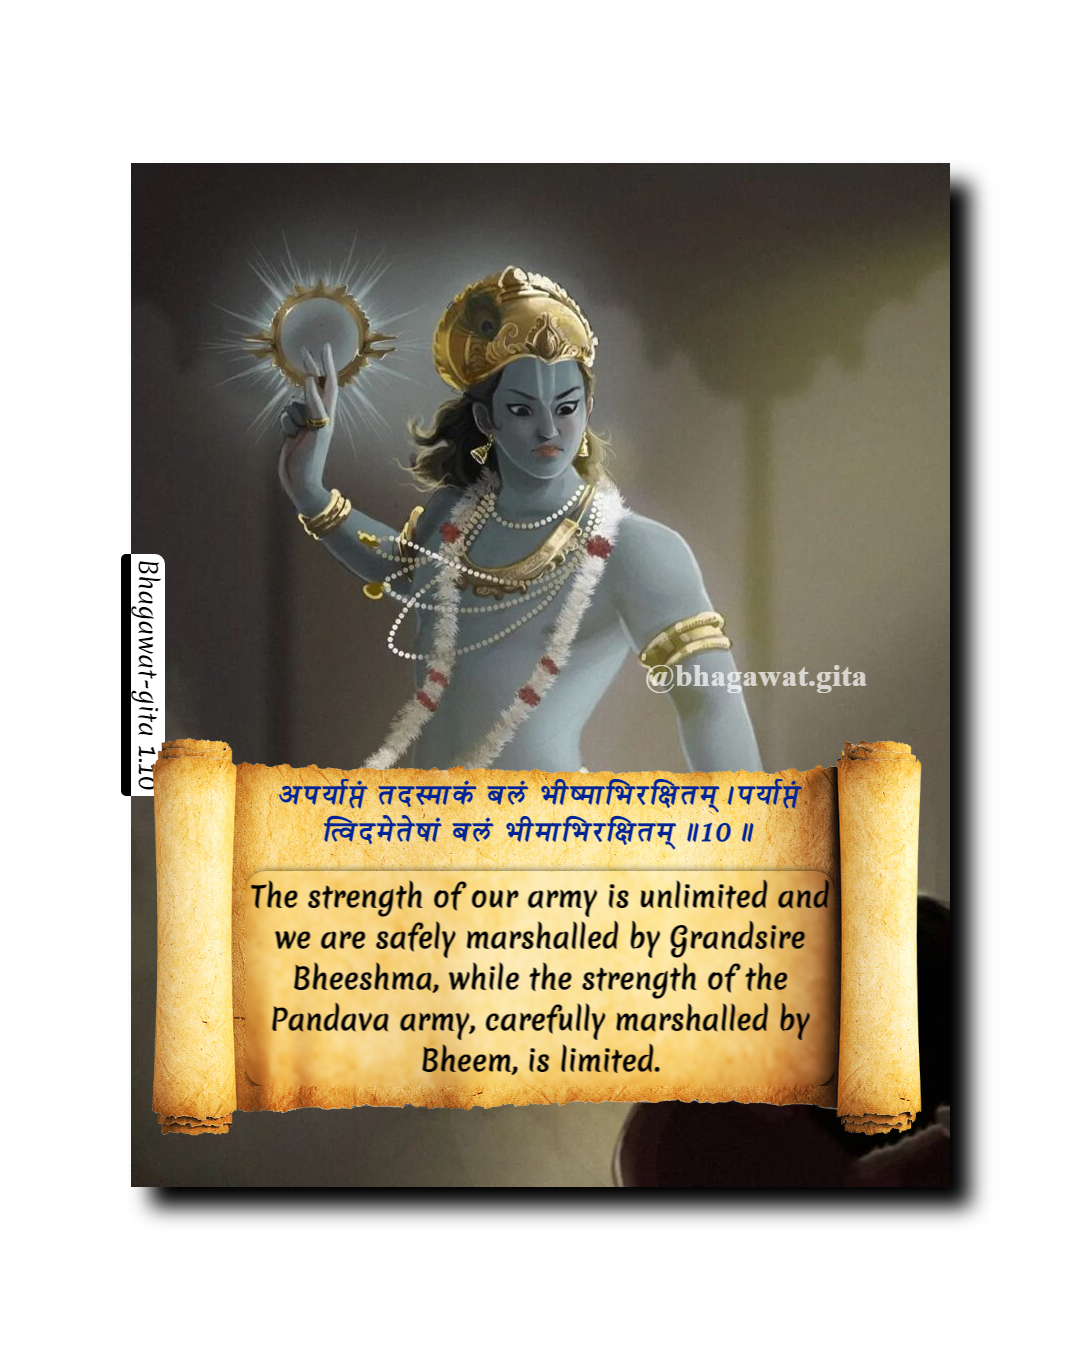 Bhagawat-gita 1.10
@bhagawat.gita
अपर्याप्तं तदस्माकं बलं भीष्माभिरक्षितम् ।पर्याप्तं
त्विदमेतेषां बलं भीमाभिरक्षितम् ॥10॥
The strength of our army is unlimited and
we are safely marshalled by Grandsire
Bheeshma, while the strength of the
Pandava army, carefully marshalled by
Bheem, is limited.